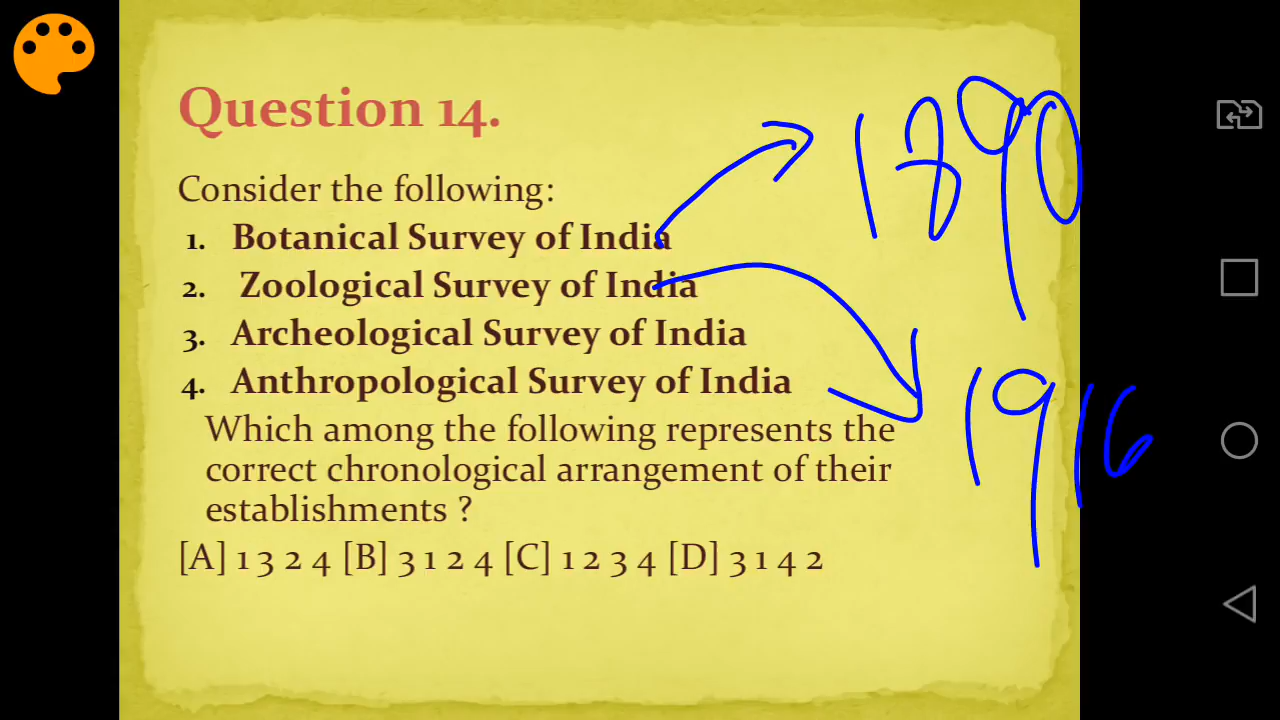 Question 14.
1890
Consider the following:
1. Botanical Survey of India
2. Zoological Survey of India
3. Archeological Survey of India
4. Anthropological Survey of India
1916
Which among the following represents the
correct chronological arrangement of their
establishments ?
[A] 1 3 2 4 [B] 3 1 2 4 [C] 1 2 3 4 [D] 3 1 4 2